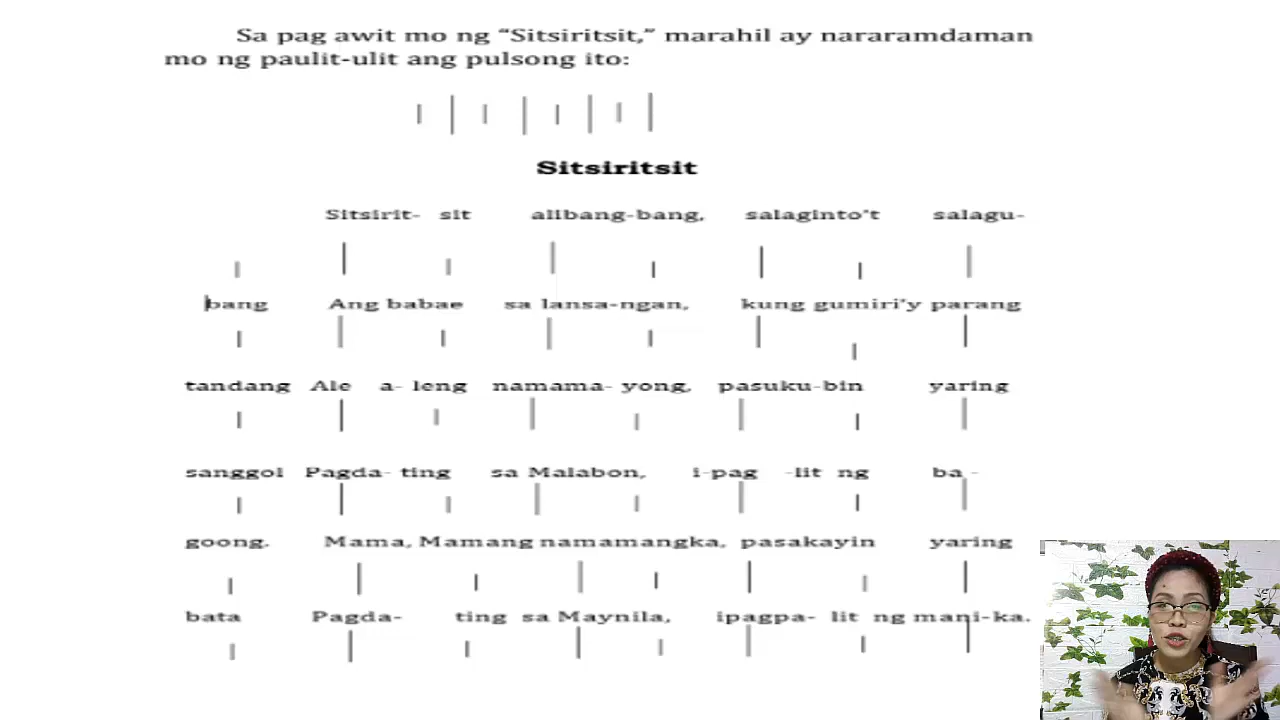 Sa pag awit mo ng “Sitsiritsit,” marahil ay nararamdaman
mo ng paulit-ulit ang pulsong ito:
Sitsiritsit
Sitsirit- sit alibang-bang, salaginto’t salagu-
bang Ang babae sa lansa-ngan, kung gumiri’y parang
tandang Ale a- leng namama- yong, pasuku-bin yaring
sanggol Pagda- ting sa Malabon, i-pag -lit ng ba -
goong. Mama, Mamang namamangka, pasakayin yaring
bata Pagda- ting sa Maynila, ipagpa- lit ng mani-ka.